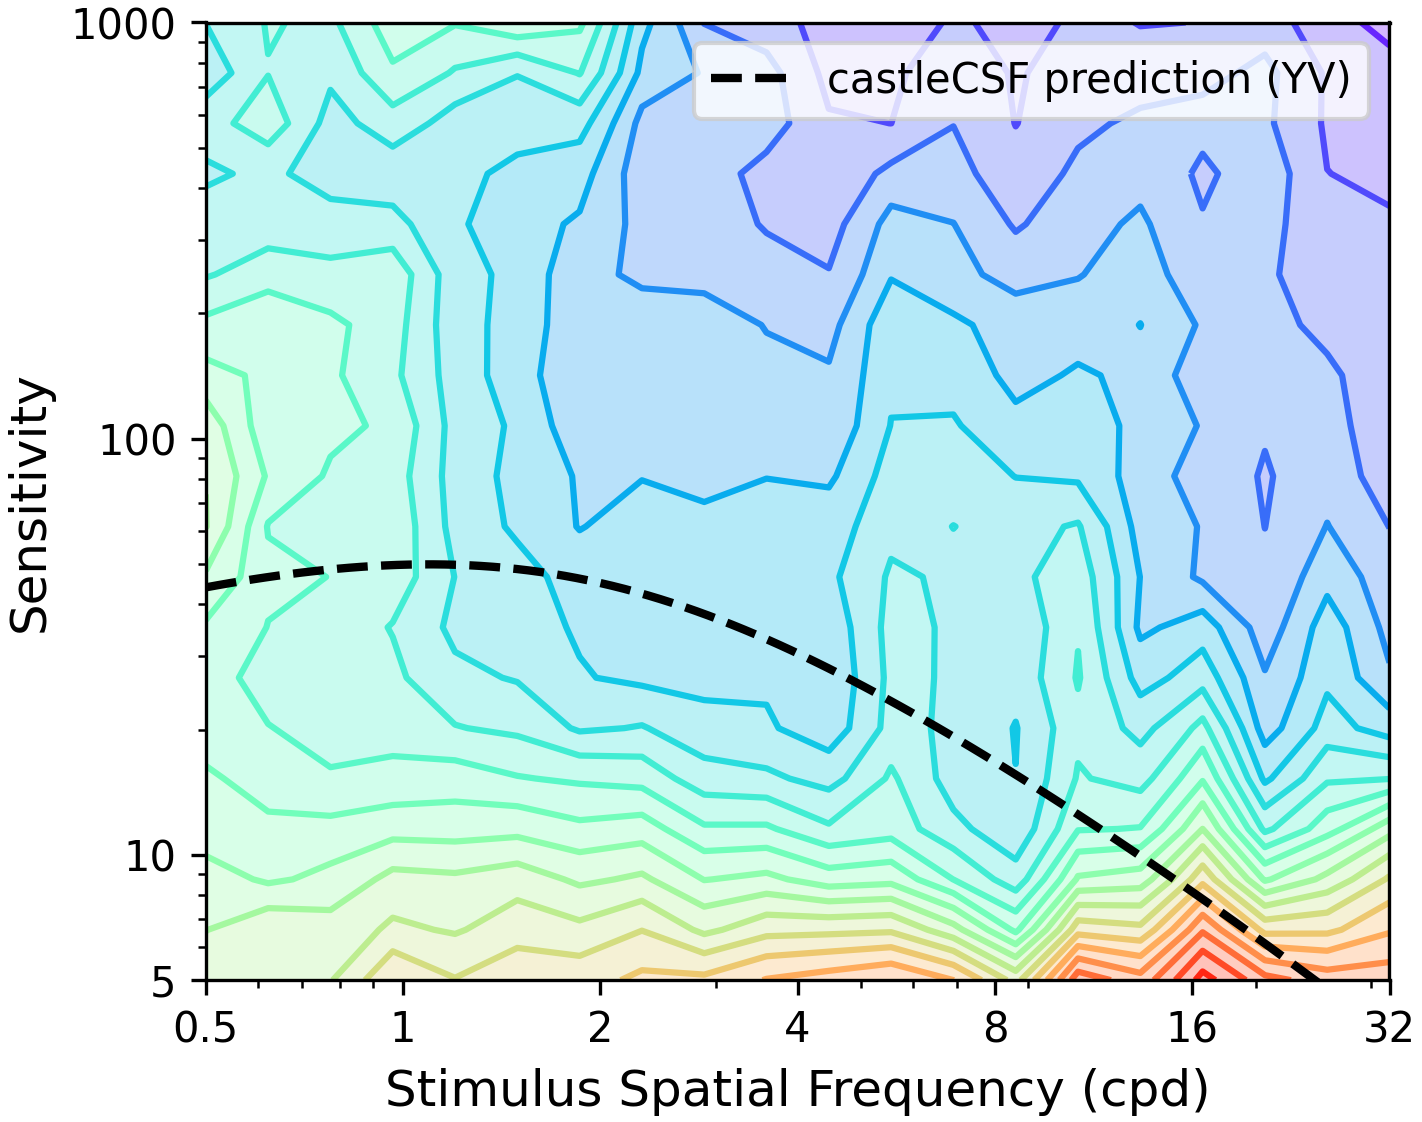 1000
castleCSF prediction (YV)
Sensitivity
100
10
5
0.5 1 2 4 8 16 32
Stimulus Spatial Frequency (cpd)